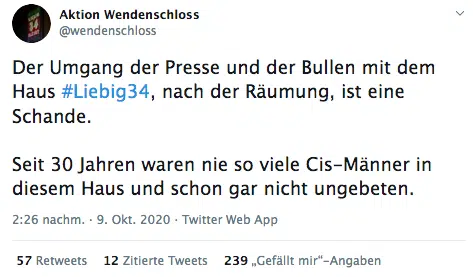 Aktion Wendenschloss
@wendenschloss
Der Umgang der Presse und der Bullen mit dem
Haus #Liebig34, nach der Räumung, ist eine
Schande.
Seit 30 Jahren waren nie so viele Cis-Männer in
diesem Haus und schon gar nicht ungebeten.
2:26 nachm. · 9. Okt. 2020 · Twitter Web App
57 Retweets 12 Zitierte Tweets 239 „Gefällt mir“-Angaben